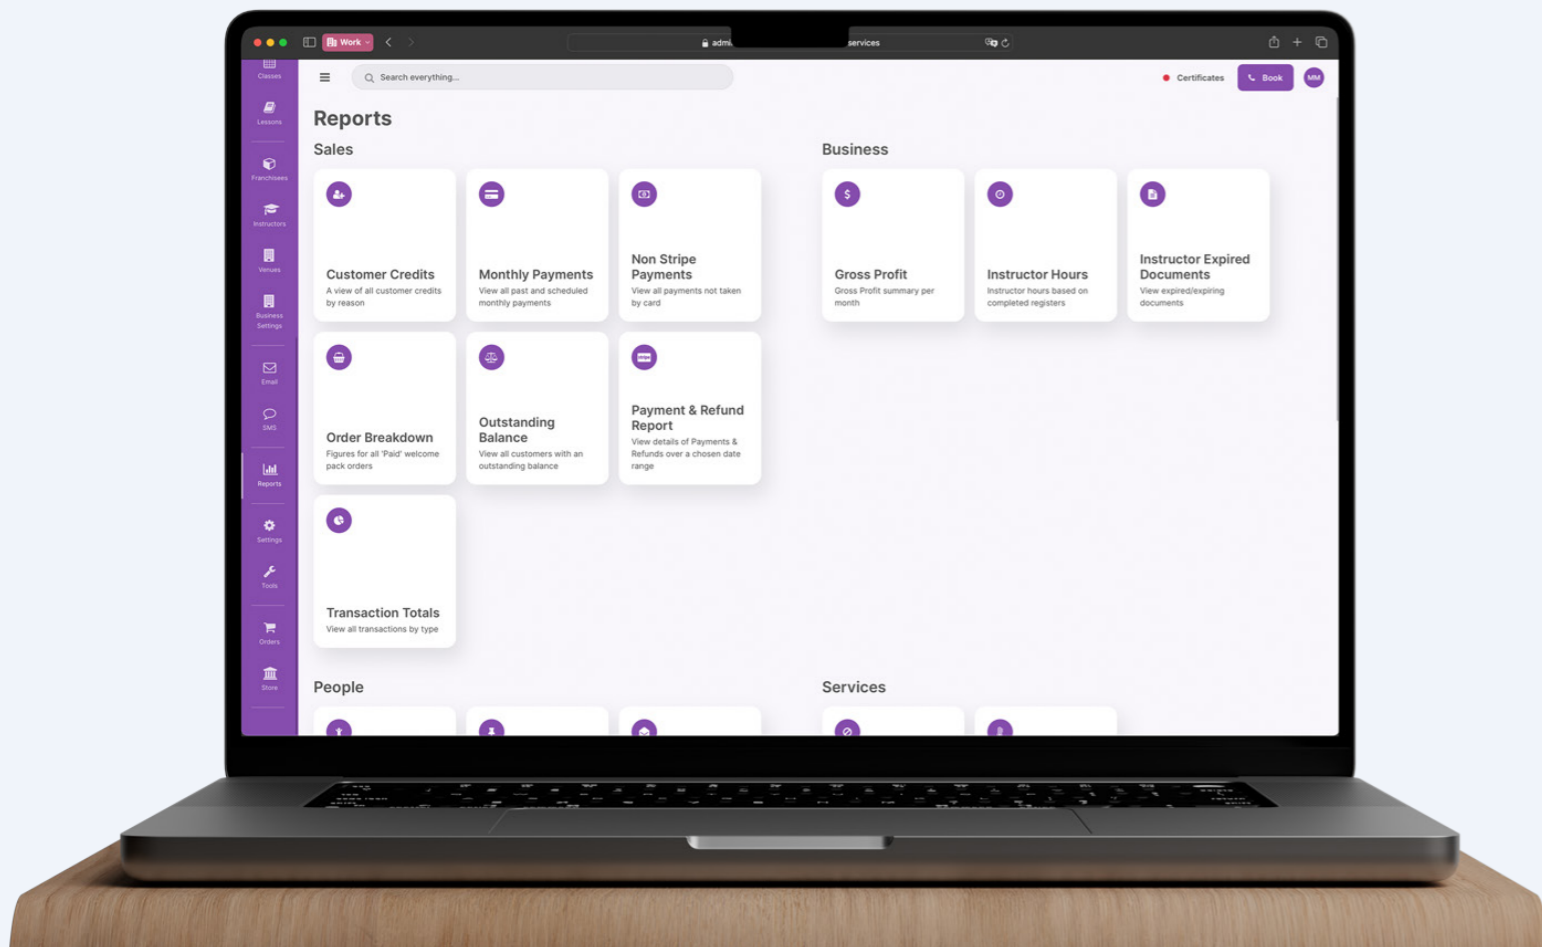 Work
admi
services
Classes
Lessons
Franchisees
Instructors
Venues
Business
Settings
Email
SMS
Reports
Settings
Tools
Orders
Store
Search everything...
Certificates
Book
MM
Reports
Sales
Customer Credits
A view of all customer credits
by reason
Monthly Payments
View all past and scheduled
monthly payments
Non Stripe
Payments
View all payments not taken
by card
Order Breakdown
Figures for all 'Paid' welcome
pack orders
Outstanding
Balance
View all customers with an
outstanding balance
Payment & Refund
Report
View details of Payments &
Refunds over a chosen date
range
Transaction Totals
View all transactions by type
Business
Gross Profit
Gross Profit summary per
month
Instructor Hours
Instructor hours based on
completed registers
Instructor Expired
Documents
View expired/expiring
documents
People
Services